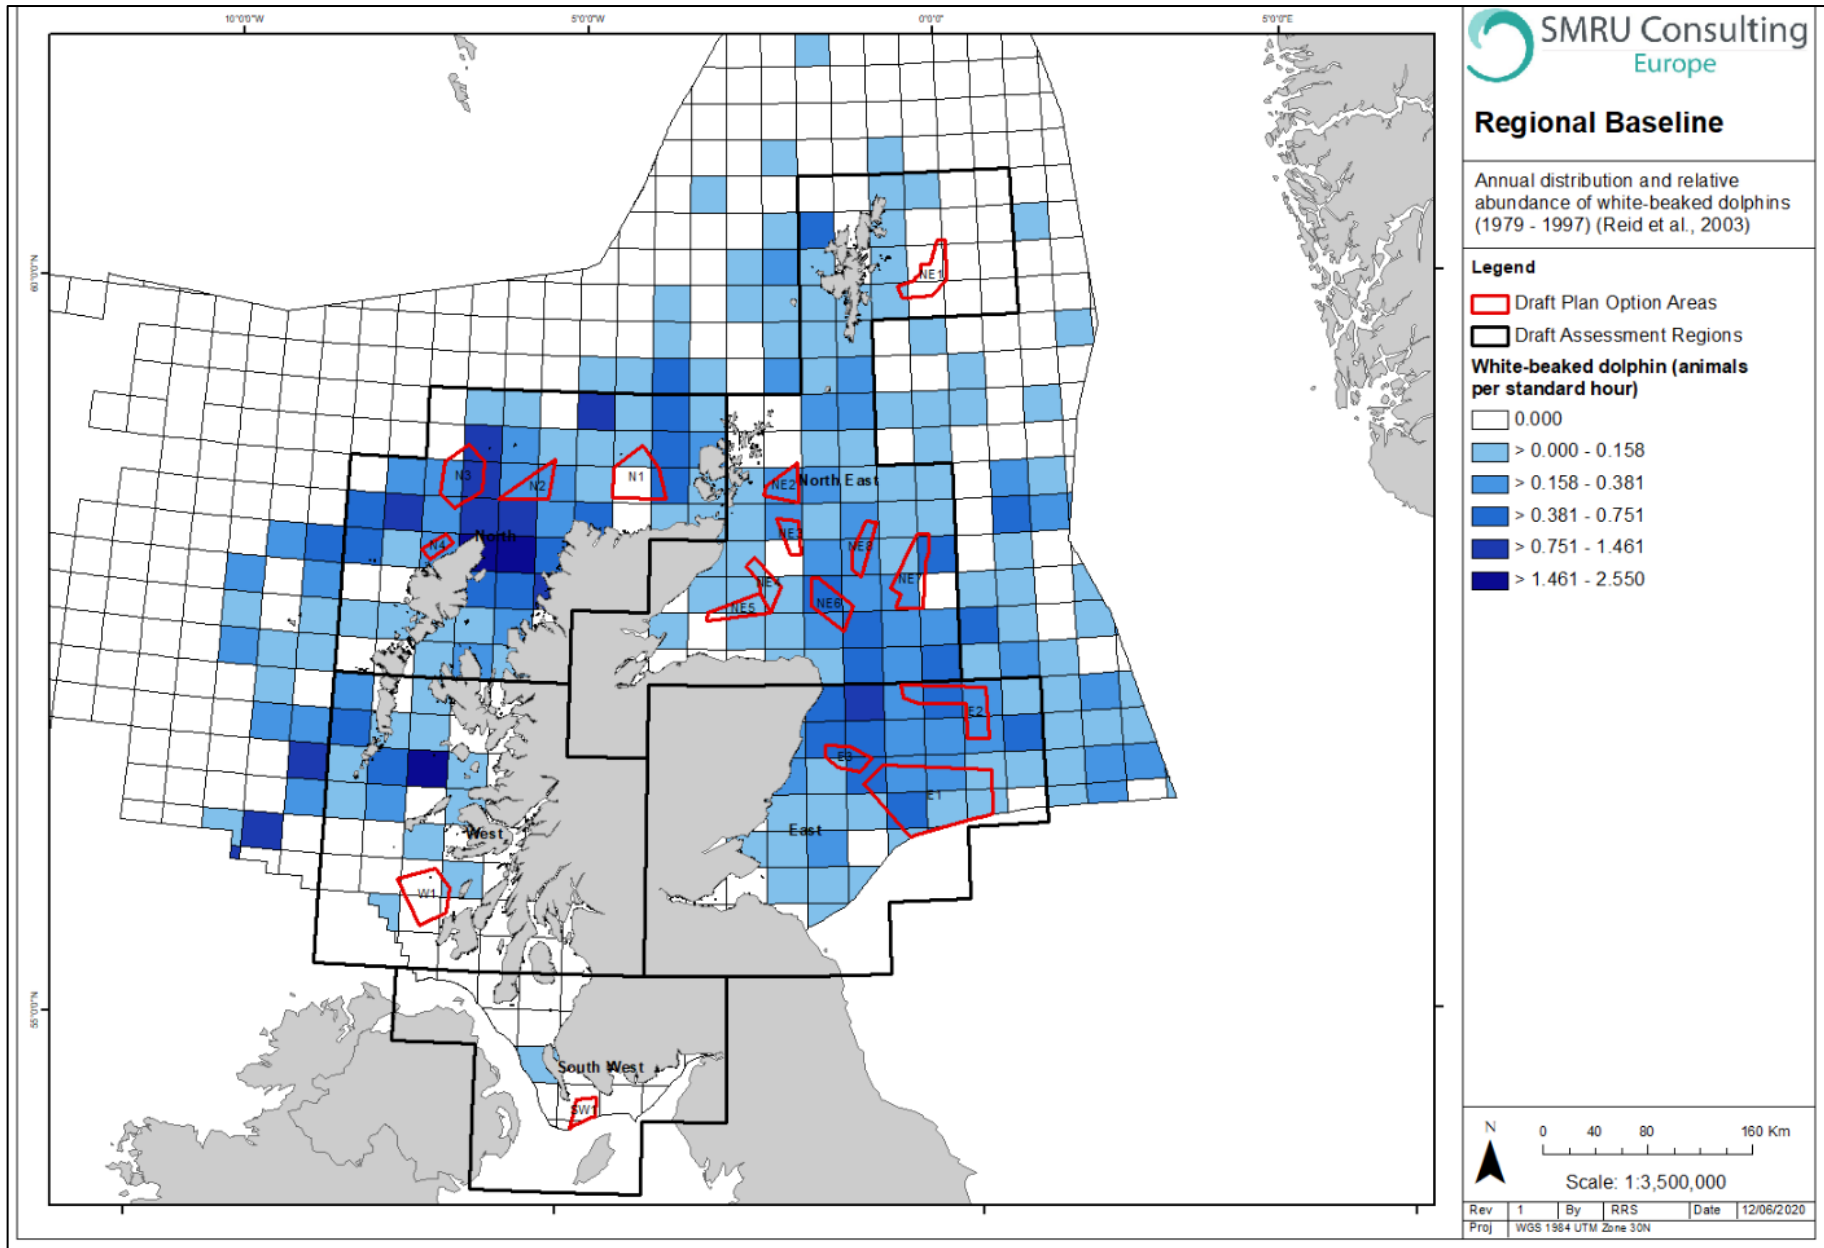 10°0'0"W
5°0'0"W
0°0'0"
5°0'0"E
60°0'0"N
55°0'0"N
NE1
N3
N2
N1
NE2
North East
N4
North
NE3
NE8
NE4
NE7
NE5
NE6
E2
E3
E1
West
East
W1
South West
SW1
SMRU Consulting
Europe
Regional Baseline
Annual distribution and relative
abundance of white-beaked dolphins
(1979 - 1997) (Reid et al., 2003)
Legend
Draft Plan Option Areas
Draft Assessment Regions
White-beaked dolphin (animals
per standard hour)
0.000
> 0.000 - 0.158
> 0.158 - 0.381
> 0.381 - 0.751
> 0.751 - 1.461
> 1.461 - 2.550
N
0 40 80 160 Km
Scale: 1:3,500,000
Rev 1 By RRS Date 12/06/2020
Proj WGS 1984 UTM Zone 30N